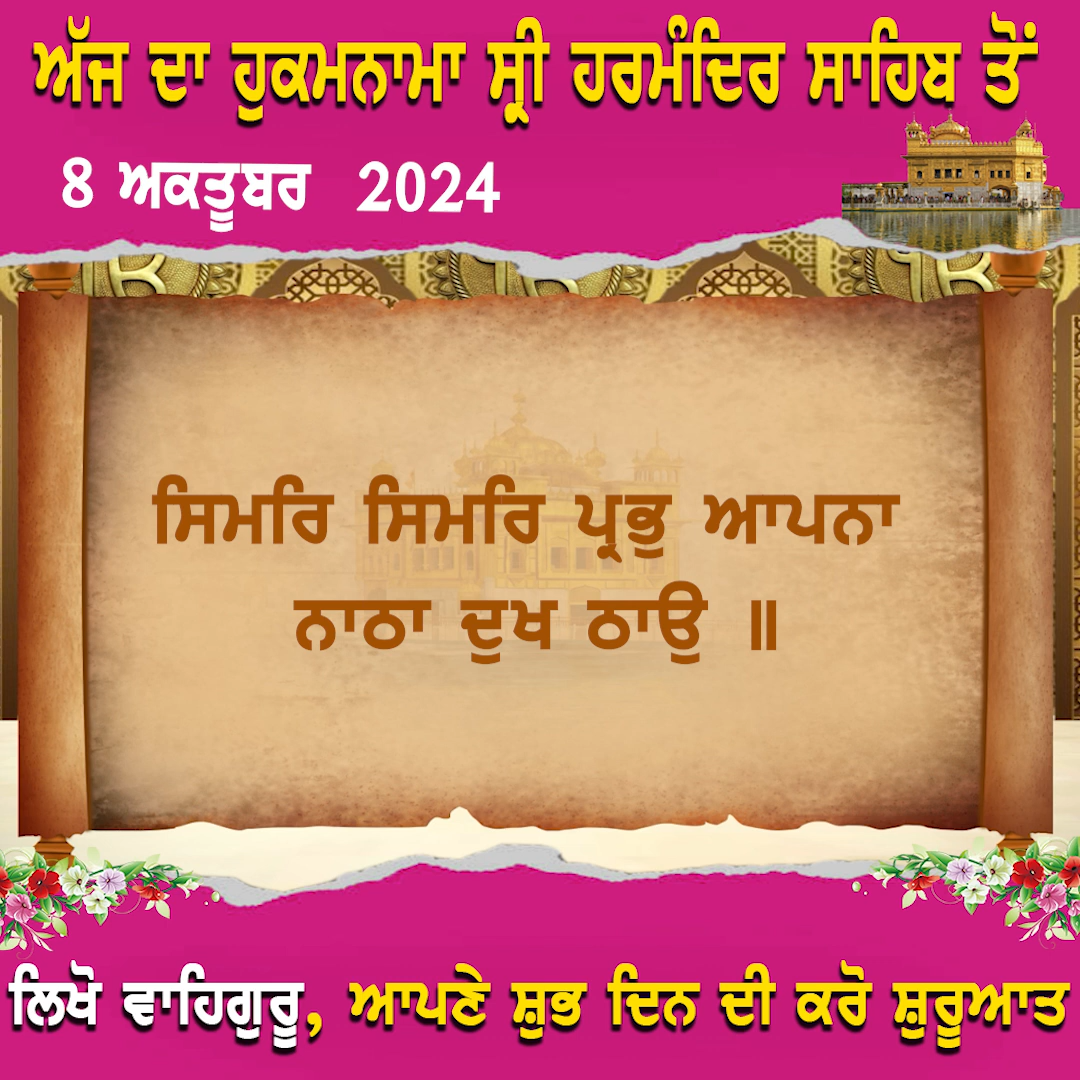 ਅੱਜ ਦਾ ਹੁਕਮਨਾਮਾ ਸ੍ਰੀ ਹਰਮੰਦਿਰ ਸਾਹਿਬ ਤੋਂ
8 ਅਕਤੂਬਰ 2024
ਸਿਮਰਿ ਸਿਮਰਿ ਪ੍ਰਭੁ ਆਪਨਾ
ਨਾਠਾ ਦੁਖ ਠਾਉ ॥
ਲਿਖੋ ਵਾਹਿਗੁਰੂ, ਆਪਣੇ ਸ਼ੁਭ ਦਿਨ ਦੀ ਕਰੋ ਸ਼ੁਰੂਆਤ